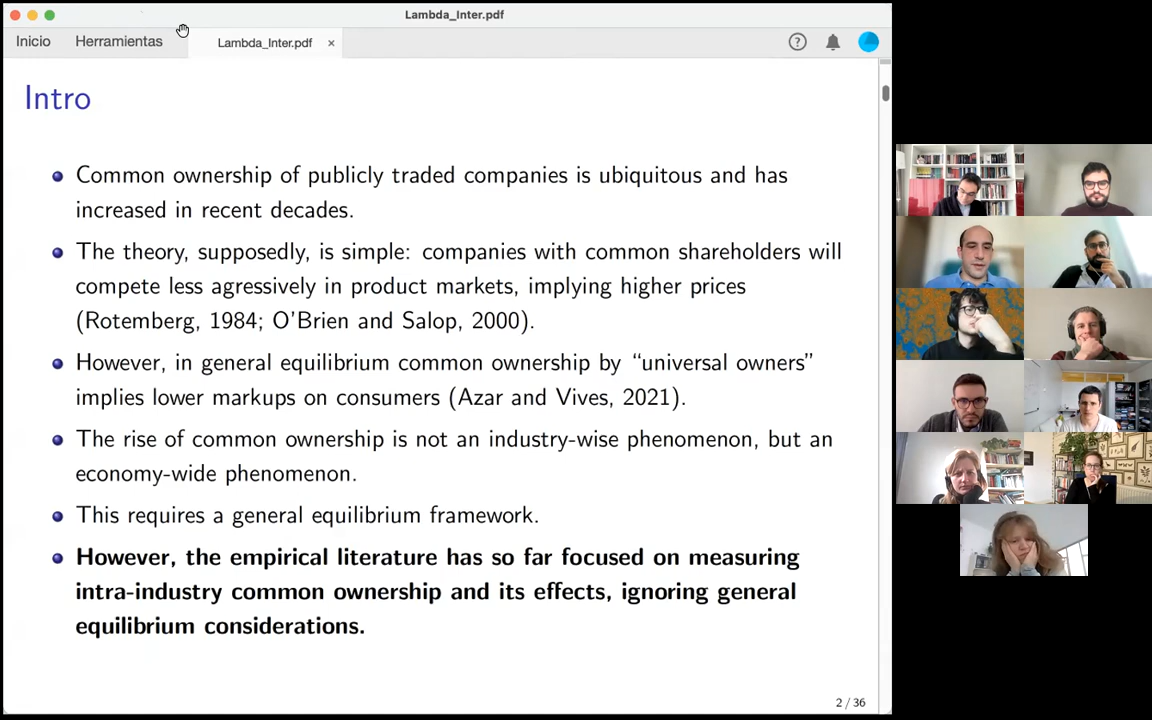 Lambda_Inter.pdf
Inicio Herramientas Lambda_Inter.pdf ×
Intro
Common ownership of publicly traded companies is ubiquitous and has
increased in recent decades.
The theory, supposedly, is simple: companies with common shareholders will
compete less agressively in product markets, implying higher prices
(Rotemberg, 1984; O'Brien and Salop, 2000).
However, in general equilibrium common ownership by “universal owners”
implies lower markups on consumers (Azar and Vives, 2021).
The rise of common ownership is not an industry-wise phenomenon, but an
economy-wide phenomenon.
This requires a general equilibrium framework.
However, the empirical literature has so far focused on measuring
intra-industry common ownership and its effects, ignoring general
equilibrium considerations.
2 / 36